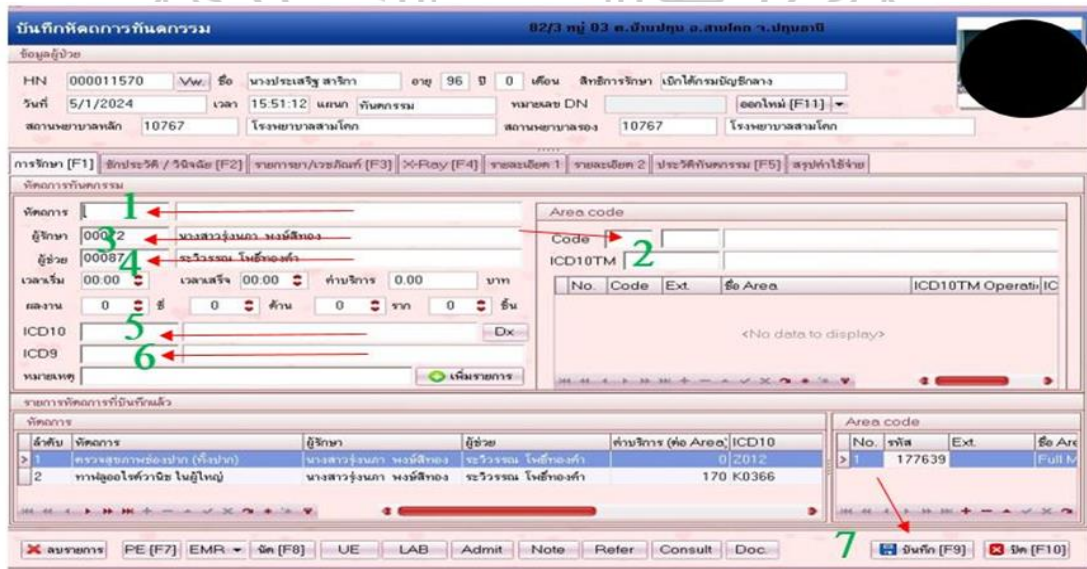 บันทึกหัตถการทันตกรรม 02/3 หมู่ 03 ต.บ้านปทุม อ.สามโคก จ.ปทุมธานี
ข้อมูลผู้ป่วย
HN 000011570 Vw. ชื่อ นางประเสริฐ สาริกา อายุ 96 ปี 0 เดือน สิทธิการรักษา เบิกได้กรมบัญชีกลาง
วันที่ 5/1/2024 เวลา 15:51:12 แผนก ทันตกรรม หมายเลข DN ออกใหม่ [F11]
สถานพยาบาลหลัก 10767 โรงพยาบาลสามโคก สถานพยาบาลรอง 10767 โรงพยาบาลสามโคก
การรักษา [F1] ซักประวัติ / วินิจฉัย [F2] รายการยา/เวชภัณฑ์ [F3] X-Ray [F4] รายละเอียด 1 รายละเอียด 2 ประวัติทันตกรรม [F5] สรุปค่าใช้จ่าย
หัตถการทันตกรรม
หัตถการ 1 Area code
ผู้รักษา 3 นางสาวรุ่งนภา พงษ์สีทอง Code 2
ผู้ช่วย 00087 4 ระวิวรรณ โพธิ์ทองคำ ICD10TM
เวลาเริ่ม 00:00 เวลาเสร็จ 00:00 ค่าบริการ 0.00 บาท No. Code Ext. ชื่อ Area ICD10TM Operati IC
ผลงาน 0 ซี่ 0 ด้าน 0 ราก 0 ชิ้น
ICD10 5 Dx <No data to display>
ICD9 6
หมายเหตุ เพิ่มรายการ
รายการหัตถการที่บันทึกแล้ว
หัตถการ Area code
ลำดับ หัตถการ ผู้รักษา ผู้ช่วย ค่าบริการ (ต่อ Area) ICD10 No. รหัส Ext. ชื่อ Are
1 ตรวจสุขภาพช่องปาก (ทั้งปาก) นางสาวรุ่งนภา พงษ์สีทอง ระวิวรรณ โพธิ์ทองคำ 0 Z012 1 177639 Full M
2 ทาฟลูออไรด์วานิช ในผู้ใหญ่ นางสาวรุ่งนภา พงษ์สีทอง ระวิวรรณ โพธิ์ทองคำ 170 K0366
ลบรายการ PE [F7] EMR นัด [F8] UE LAB Admit Note Refer Consult Doc. 7 บันทึก [F9] ปิด [F10]